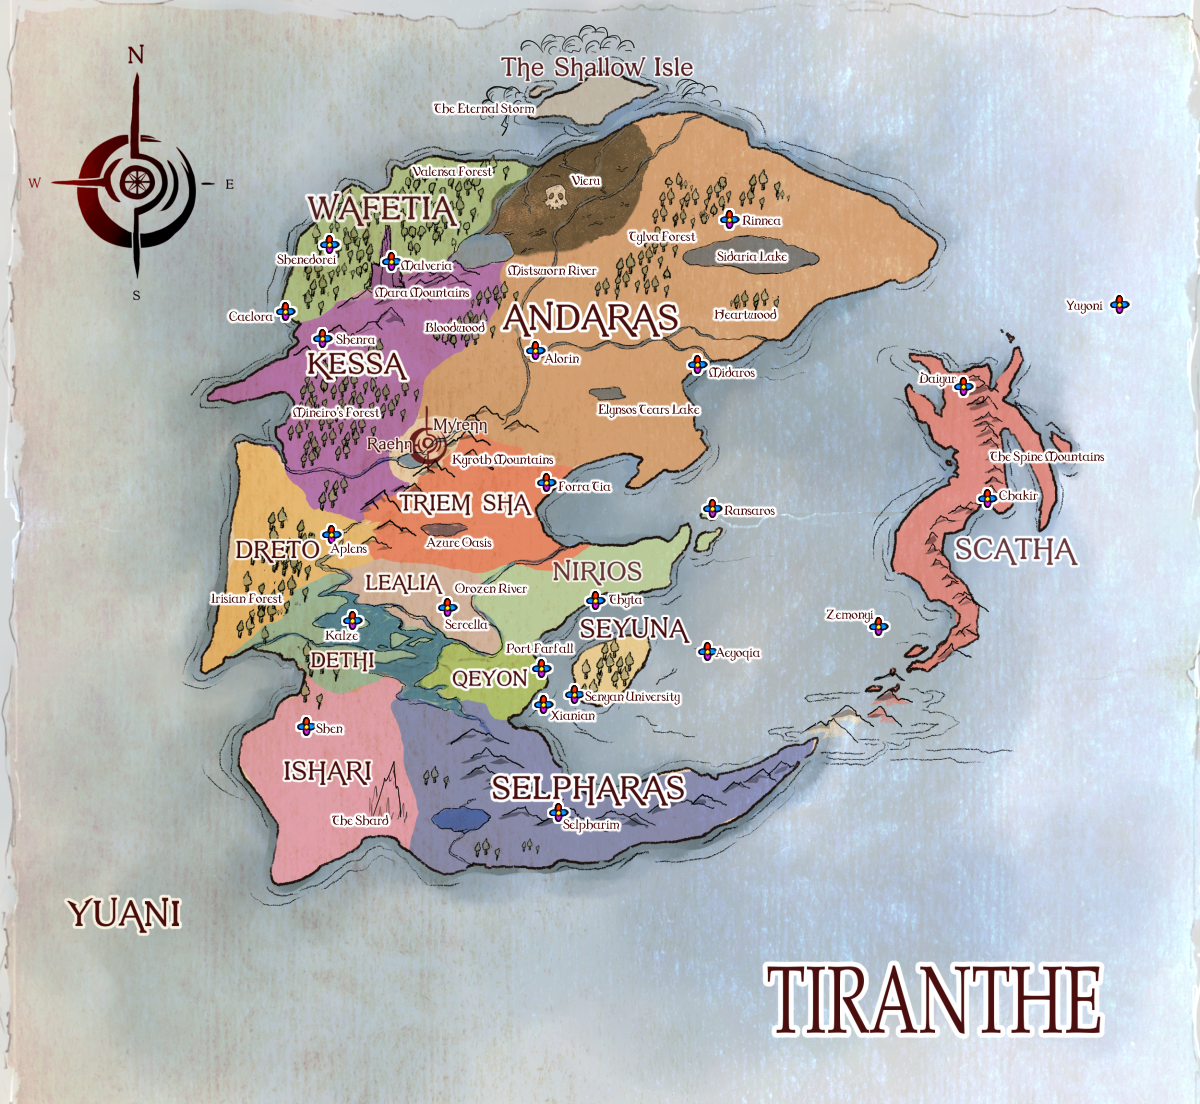 N
The Shallow Isle
The Eternal Storm
Valensa Forest
Vieru
W
E
WAFETIA
Rinnea
Tylva Forest
Shenedorei
Malveria
Sidaria Lake
Mistsworn River
Mara Mountains
S
Yuyoni
Caelora
Bloodwood
ANDARAS
Heartwood
Shenra
KESSA
Alorin
Midaros
Daiyur
Mineiro's Forest
Elynsos Tears Lake
Myrenn
Raehn
Kyroth Mountains
The Spine Mountains
Forra Tia
TRIEM SHA
Chakir
Ransaros
DRETO
Aplens
Azure Oasis
SCATHA
LEALIA
Orozen River
NIRIOS
Irisian Forest
Thyta
Zemonyi
Sercella
Kalze
SEYUNA
Port Farfall
Aeyoqia
DETHI
QEYON
Senyan University
Xianian
Shen
ISHARI
SELPHARAS
The Shard
Selpharim
YUANI
TIRANTHE